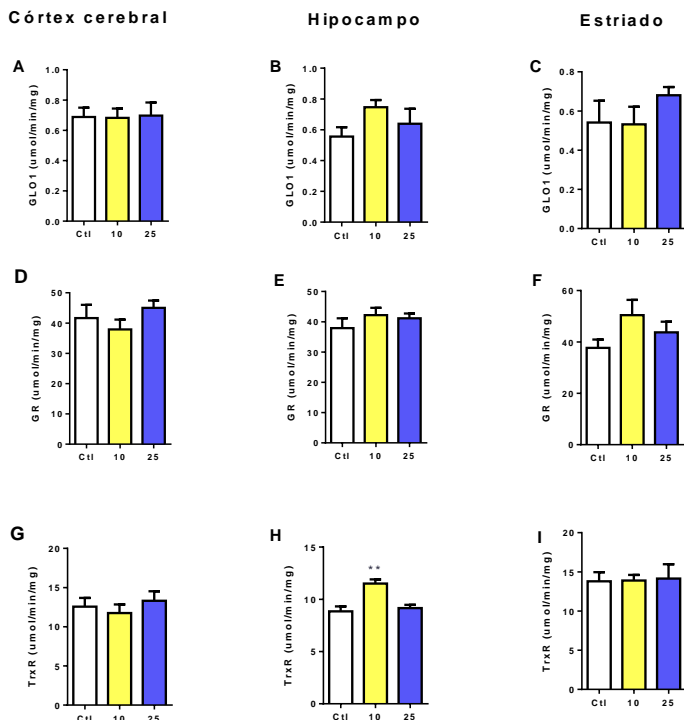 Córtex cerebral
Hipocampo
Estriado
A
GLO1 (umol/min/mg)
1.0
0.8
0.6
0.4
0.2
0.0
Ctl 10 25
B
GLO1 (umol/min/mg)
1.0
0.8
0.6
0.4
0.2
0.0
Ctl 10 25
C
GLO1 (umol/min/mg)
0.8
0.6
0.4
0.2
0.0
Ctl 10 25
D
GR (umol/min/mg)
50
40
30
20
10
0
Ctl 10 25
E
GR (umol/min/mg)
50
40
30
20
10
0
Ctl 10 25
F
GR (umol/min/mg)
60
40
20
0
Ctl 10 25
G
TrxR (umol/min/mg)
20
15
10
5
0
Ctl 10 25
H
TrxR (umol/min/mg)
15
10
5
0
**
Ctl 10 25
I
TrxR (umol/min/mg)
20
15
10
5
0
Ctl 10 25